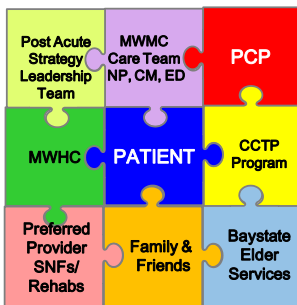 Post Acute
Strategy
Leadership
Team
MWMC
Care Team
NP, CM, ED
PCP
MWHC
PATIENT
CCTP
Program
Preferred
Provider
SNFs/
Rehabs
Family &
Friends
Baystate
Elder
Services